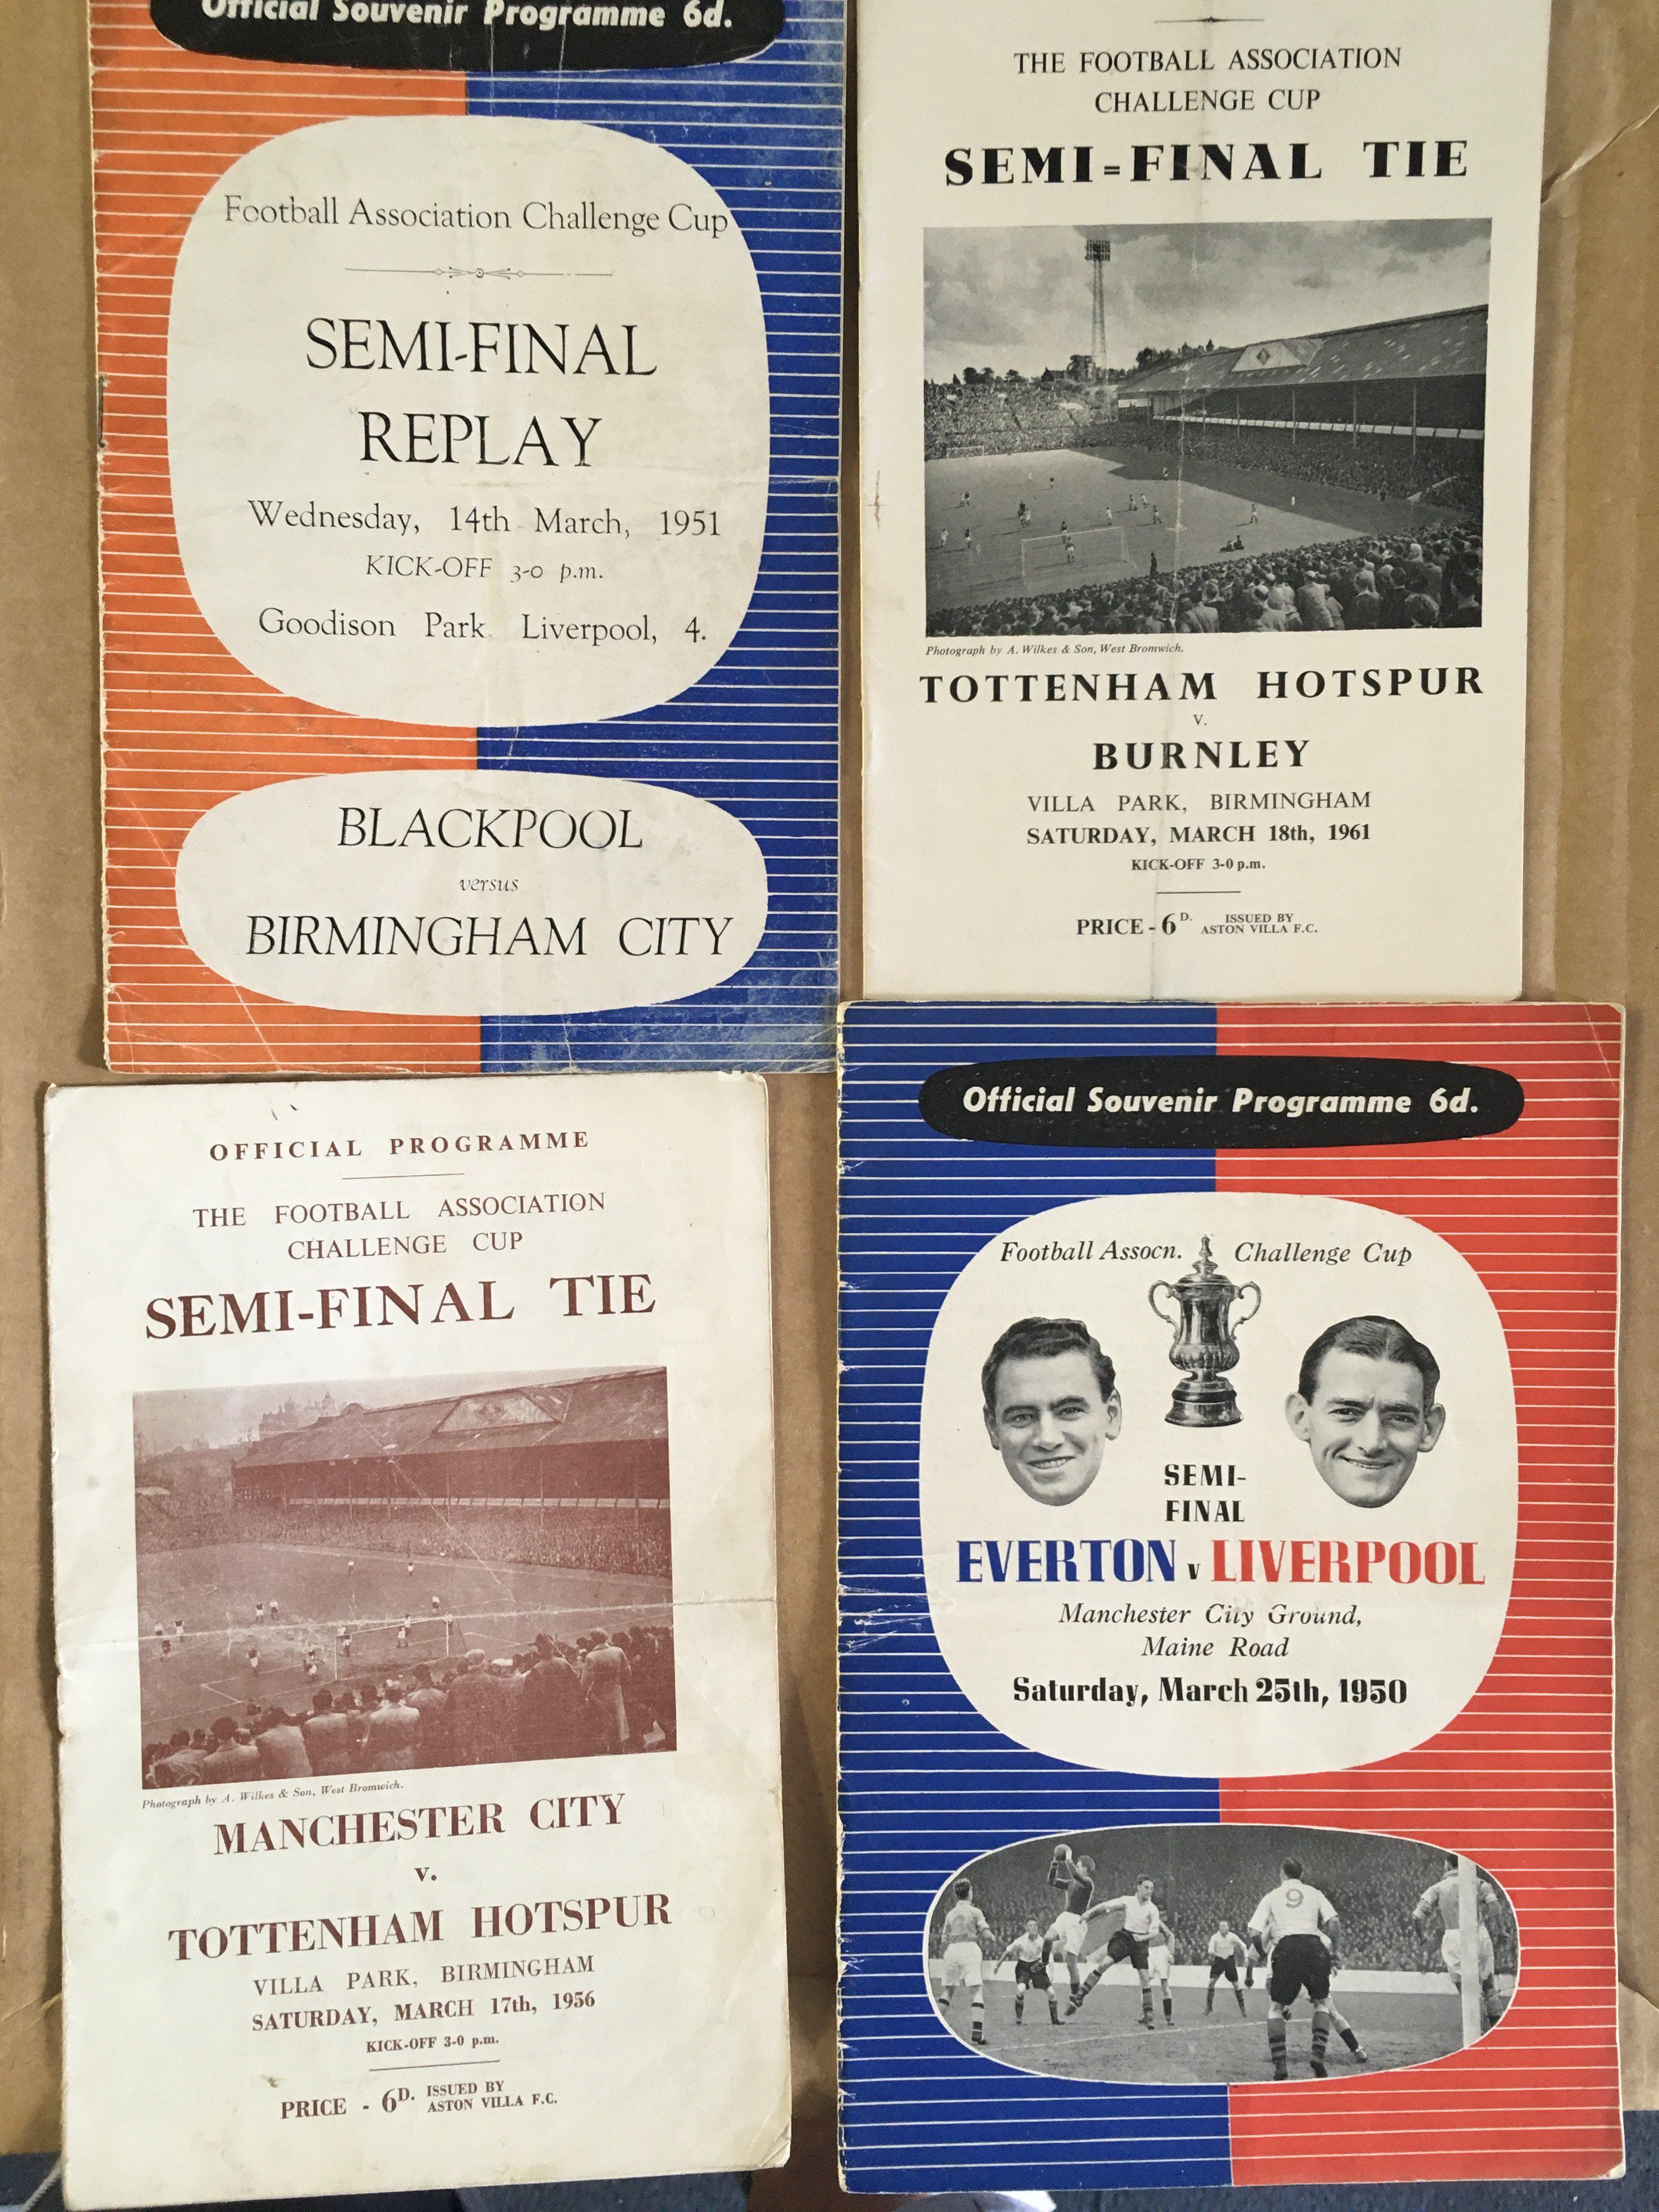 Official Souvenir Programme 6d.
Football Association Challenge Cup
SEMI-FINAL
REPLAY
Wednesday, 14th March, 1951
KICK-OFF 3-0 p.m.
Goodison Park Liverpool, 4.
BLACKPOOL
versus
BIRMINGHAM CITY
THE FOOTBALL ASSOCIATION
CHALLENGE CUP
SEMI=FINAL TIE
Photograph by A. Wilkes & Son, West Bromwich.
TOTTENHAM HOTSPUR
v.
BURNLEY
VILLA PARK, BIRMINGHAM
SATURDAY, MARCH 18th, 1961
KICK-OFF 3-0 p.m.
PRICE - 6D. ISSUED BY
ASTON VILLA F.C.
OFFICIAL PROGRAMME
THE FOOTBALL ASSOCIATION
CHALLENGE CUP
SEMI-FINAL TIE
Photograph by A. Wilkes & Son, West Bromwich.
MANCHESTER CITY
v.
TOTTENHAM HOTSPUR
VILLA PARK, BIRMINGHAM
SATURDAY, MARCH 17th, 1956
KICK-OFF 3-0 p.m.
PRICE - 6D. ISSUED BY
ASTON VILLA F.C.
Official Souvenir Programme 6d.
Football Assocn. Challenge Cup
SEMI-
FINAL
EVERTON v LIVERPOOL
Manchester City Ground,
Maine Road
Saturday, March 25th, 1950
9